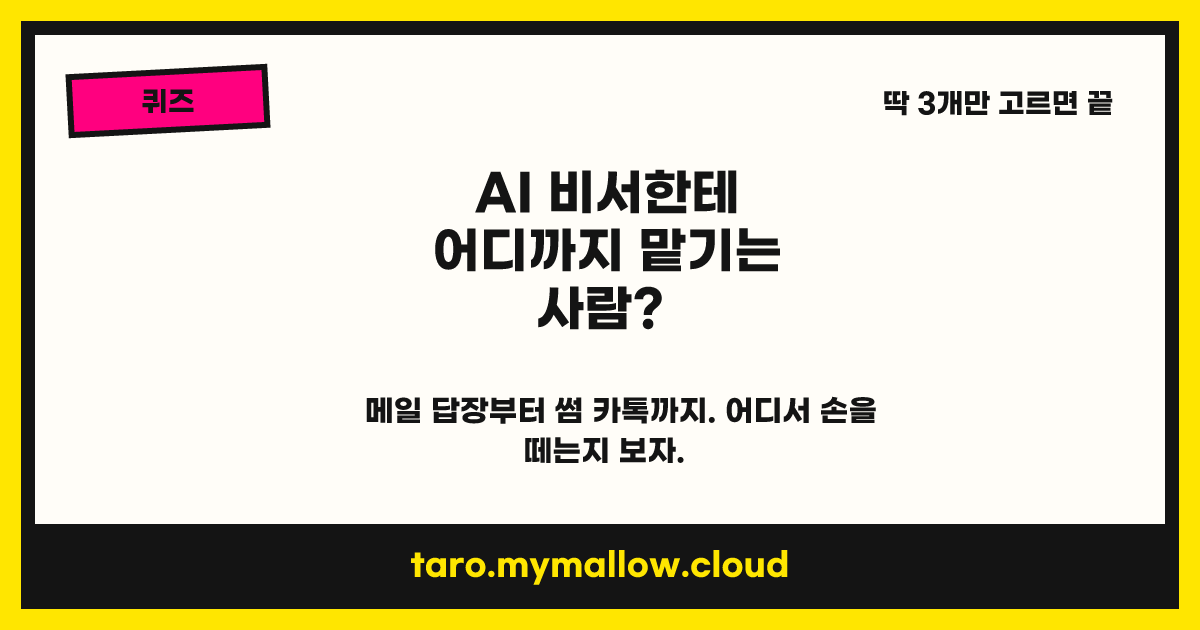 퀴즈
딱 3개만 고르면 끝
AI 비서한테
어디까지 맡기는
사람?
메일 답장부터 썸 카톡까지. 어디서 손을
떼는지 보자.
taro.mymallow.cloud